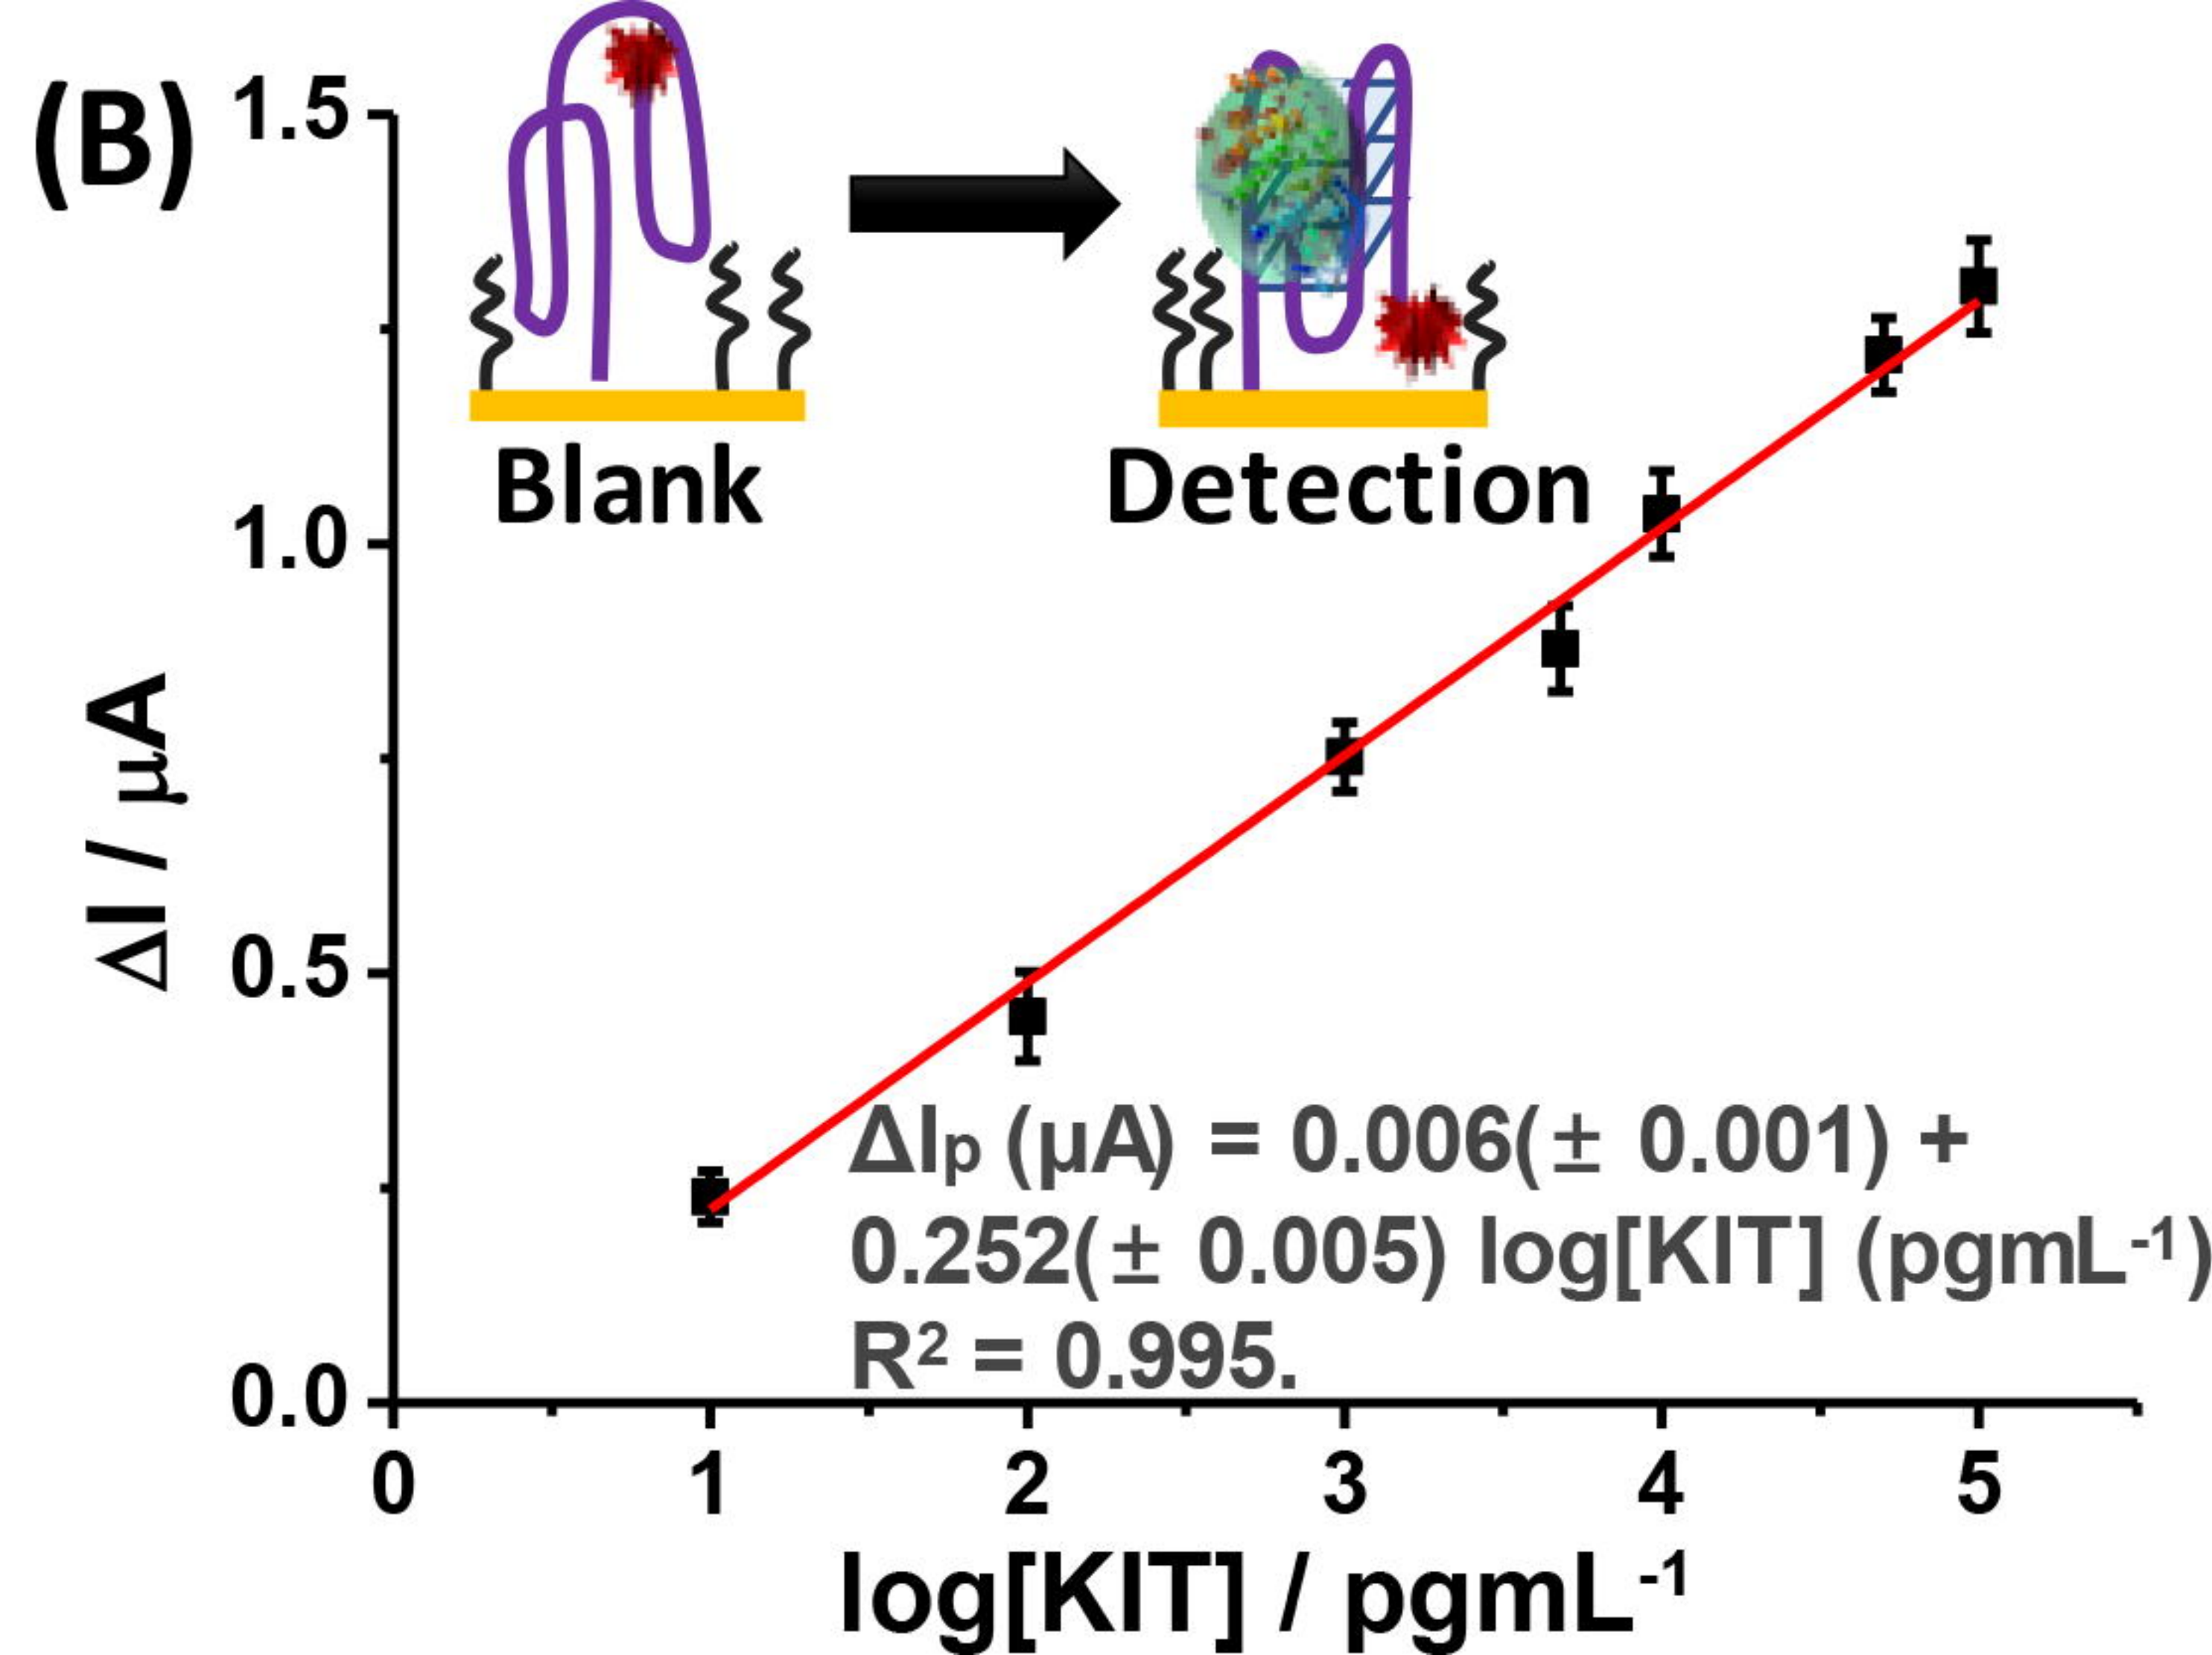 (B)
1.5
1.0
0.5
0.0
ΔI / μA
Blank
Detection
ΔIp (μA) = 0.006(± 0.001) +
0.252(± 0.005) log[KIT] (pgmL⁻¹)
R² = 0.995.
0 1 2 3 4 5
log[KIT] / pgmL⁻¹